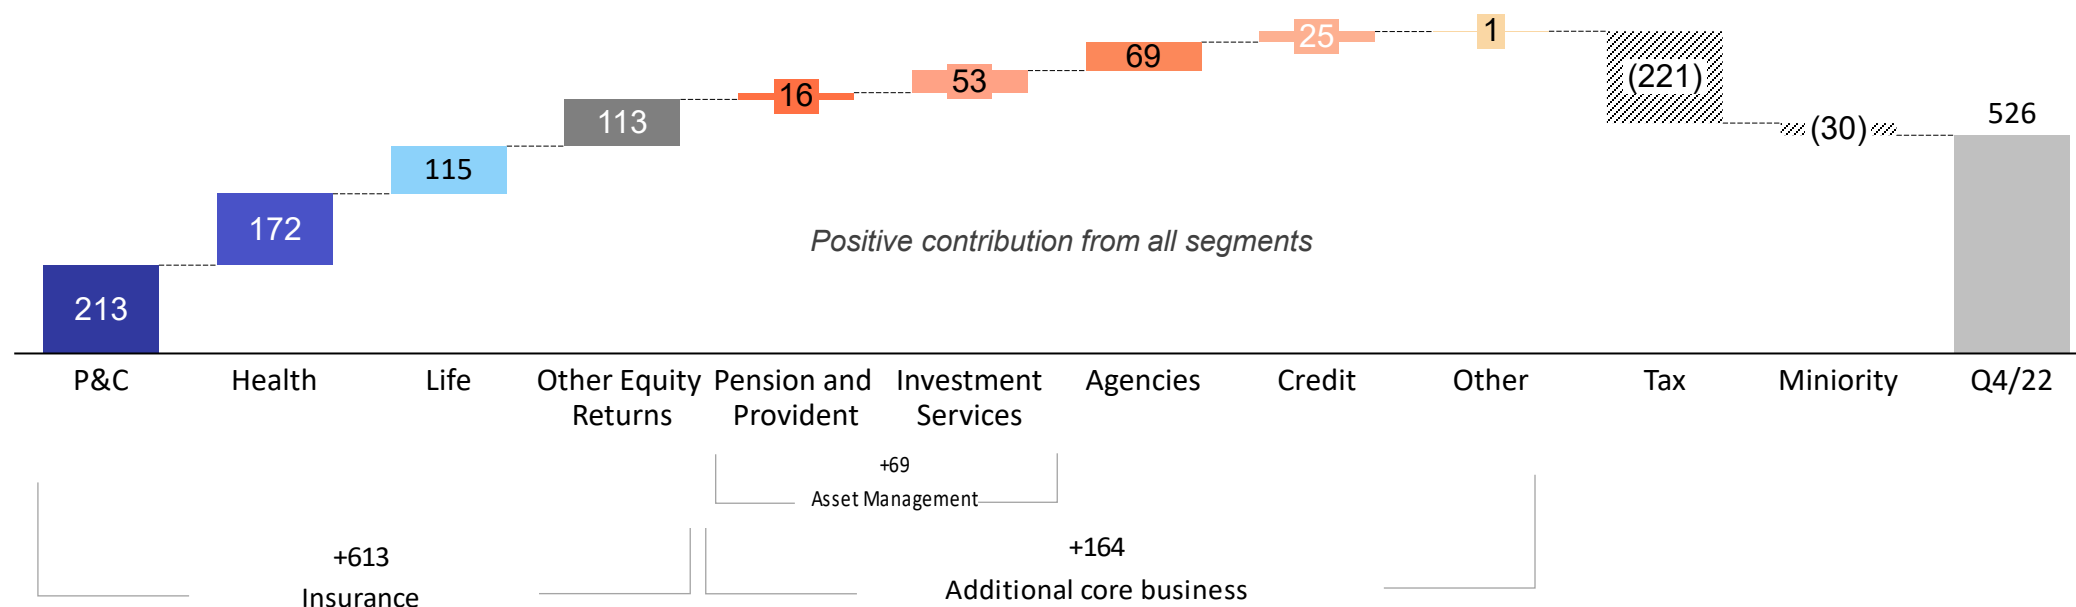 213
172
115
113
16
53
69
25
1
(221)
(30)
526
Positive contribution from all segments
P&C
Health
Life
Other Equity Returns
Pension and Provident
Investment Services
Agencies
Credit
Other
Tax
Miniority
Q4/22
+69
Asset Management
+613
Insurance
+164
Additional core business